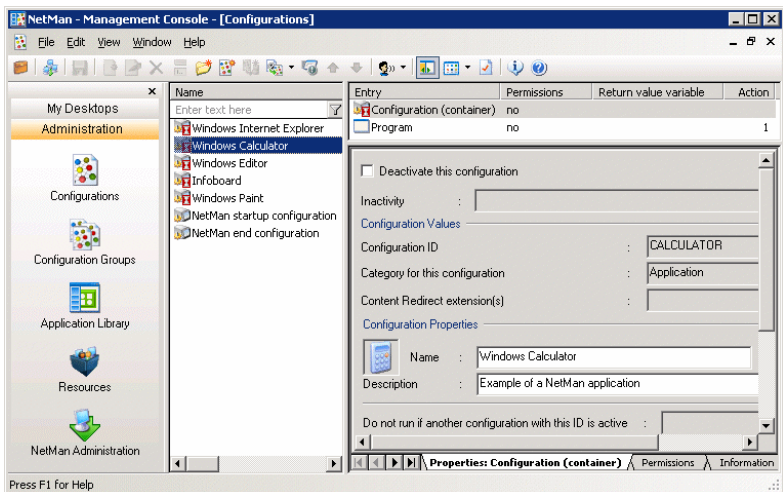 NetMan - Management Console - [Configurations]
File Edit View Window Help
My Desktops
Administration
Configurations
Configuration Groups
Application Library
Resources
NetMan Administration
Name
Enter text here
Windows Internet Explorer
Windows Calculator
Windows Editor
Infoboard
Windows Paint
NetMan startup configuration
NetMan end configuration
Entry Permissions Return value variable Action
Configuration (container) no
Program no 1
Deactivate this configuration
Inactivity :
Configuration Values
Configuration ID : CALCULATOR
Category for this configuration : Application
Content Redirect extension(s) :
Configuration Properties
Name : Windows Calculator
Description : Example of a NetMan application
Do not run if another configuration with this ID is active :
Properties: Configuration (container) Permissions Information
Press F1 for Help